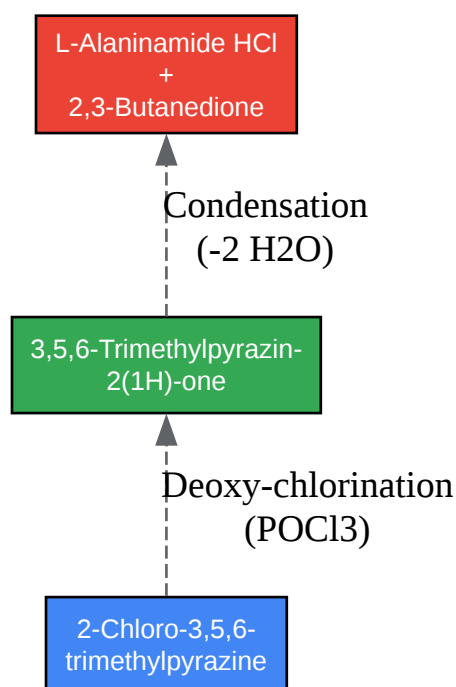 L-Alaninamide HCl
+
2,3-Butanedione
Condensation
(-2 H2O)
3,5,6-Trimethylpyrazin-
2(1H)-one
Deoxy-chlorination
(POCl3)
2-Chloro-3,5,6-
trimethylpyrazine